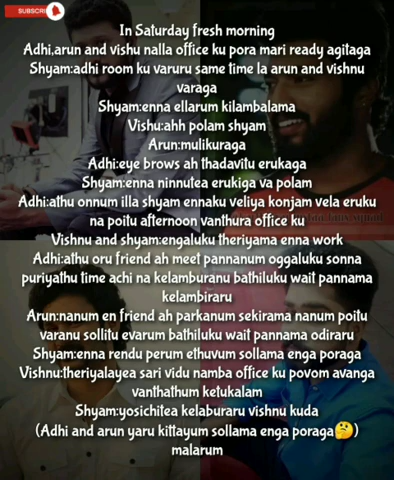 SUBSCRI
In Saturday fresh morning
Adhi,arun and vishu nalla office ku pora mari ready agitaga
Shyam:adhi room ku varuru same time la arun and vishnu
varaga
Shyam:enna ellarum kilambalama
Vishu:ahh polam shyam
Arun:mulikuraga
Adhi:eye brows ah thadavitu erukaga
Shyam:enna ninnutea erukiga va polam
Adhi:athu onnum illa shyam ennaku veliya konjam vela eruku
na poitu afternoon vanthura office ku
Vishnu and shyam:engaluku theriyama enna work
Adhi:athu oru friend ah meet pannanum oggaluku sonna
puriyathu time achi na kelamburanu bathiluku wait pannama
kelambiraru
Arun:nanum en friend ah parkanum sekirama nanum poitu
varanu sollitu evarum bathiluku wait pannama odiraru
Shyam:enna rendu perum ethuvum sollama enga poraga
Vishnu:theriyalayea sari vidu namba office ku povom avanga
vanthathum ketukalam
Shyam:yosichitea kelaburaru vishnu kuda
(Adhi and arun yaru kittayum sollama enga poraga🤔)
malarum